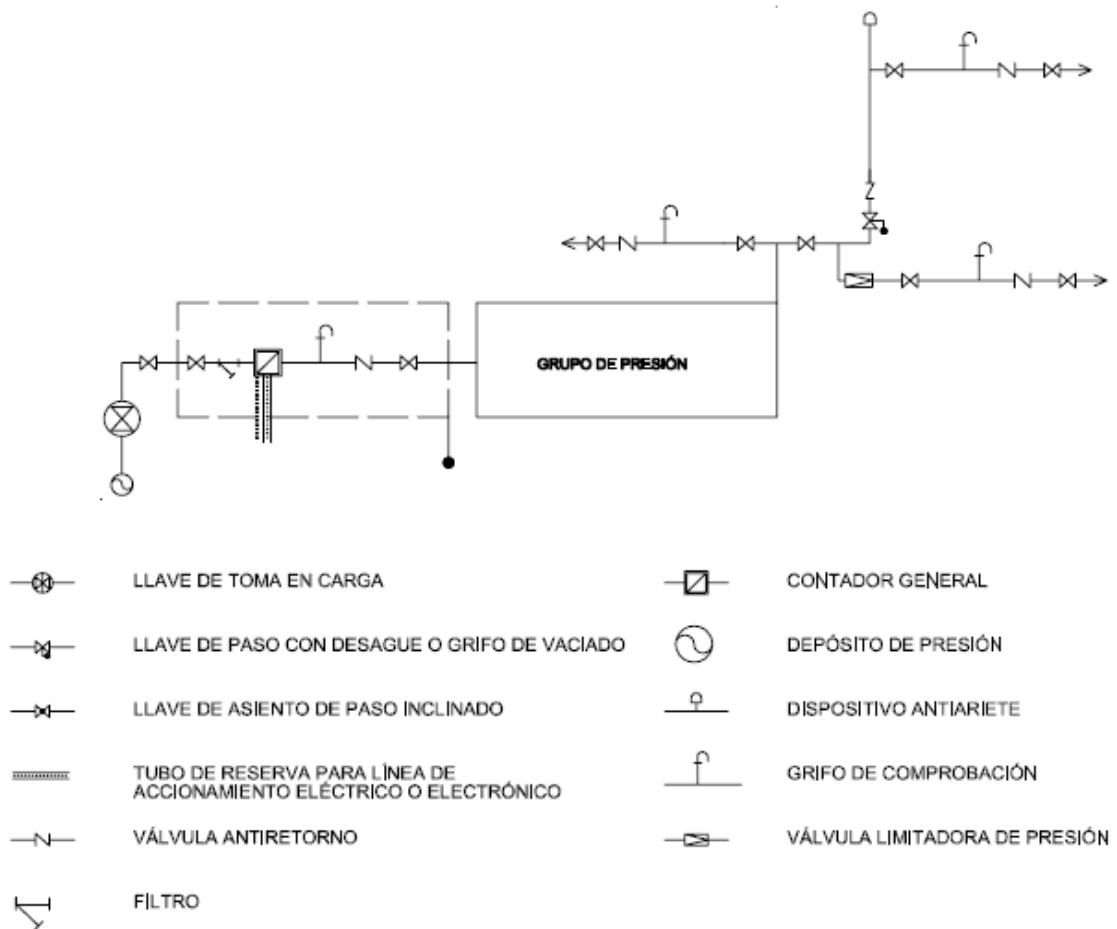 GRUPO DE PRESIÓN
LLAVE DE TOMA EN CARGA
CONTADOR GENERAL
LLAVE DE PASO CON DESAGUE O GRIFO DE VACIADO
DEPÓSITO DE PRESIÓN
LLAVE DE ASIENTO DE PASO INCLINADO
DISPOSITIVO ANTIARIETE
TUBO DE RESERVA PARA LÍNEA DE
ACCIONAMIENTO ELÉCTRICO O ELECTRÓNICO
GRIFO DE COMPROBACIÓN
VÁLVULA ANTIRETORNO
VÁLVULA LIMITADORA DE PRESIÓN
FILTRO